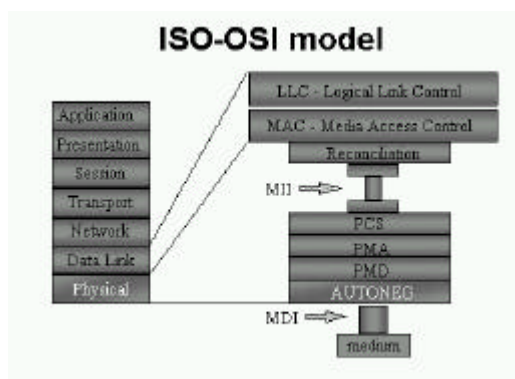 ISO-OSI model
Application
Presentation
Session
Transport
Network
Data Link
Physical
LLC - Logical Link Control
MAC - Media Access Control
Reconciliation
MII
PCS
PMA
PMD
AUTONEG
MDI
medium